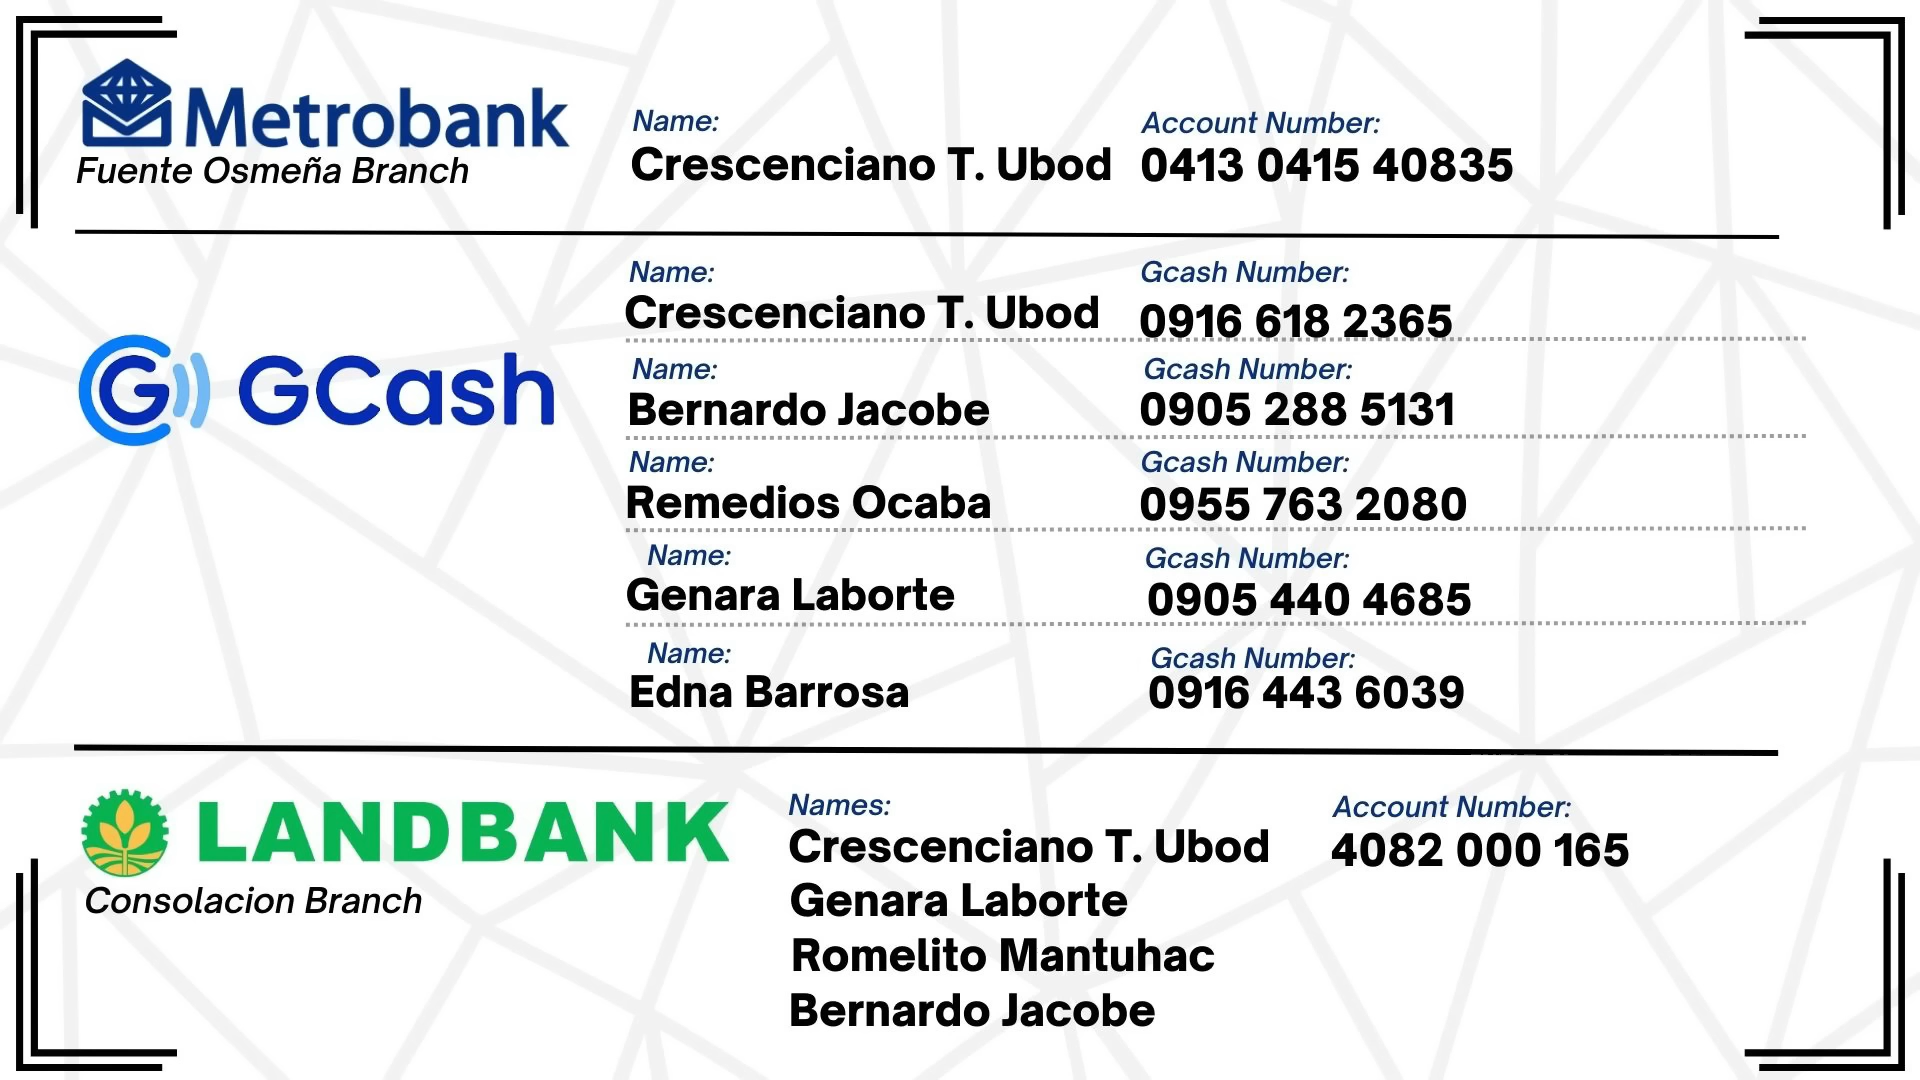 Metrobank
Fuente Osmeña Branch
Name:
Crescenciano T. Ubod
Account Number:
0413 0415 40835
GCash
Name:
Crescenciano T. Ubod
Gcash Number:
0916 618 2365
Name:
Bernardo Jacobe
Gcash Number:
0905 288 5131
Name:
Remedios Ocaba
Gcash Number:
0955 763 2080
Name:
Genara Laborte
Gcash Number:
0905 440 4685
Name:
Edna Barrosa
Gcash Number:
0916 443 6039
LANDBANK
Consolacion Branch
Names:
Crescenciano T. Ubod
Genara Laborte
Romelito Mantuhac
Bernardo Jacobe
Account Number:
4082 000 165